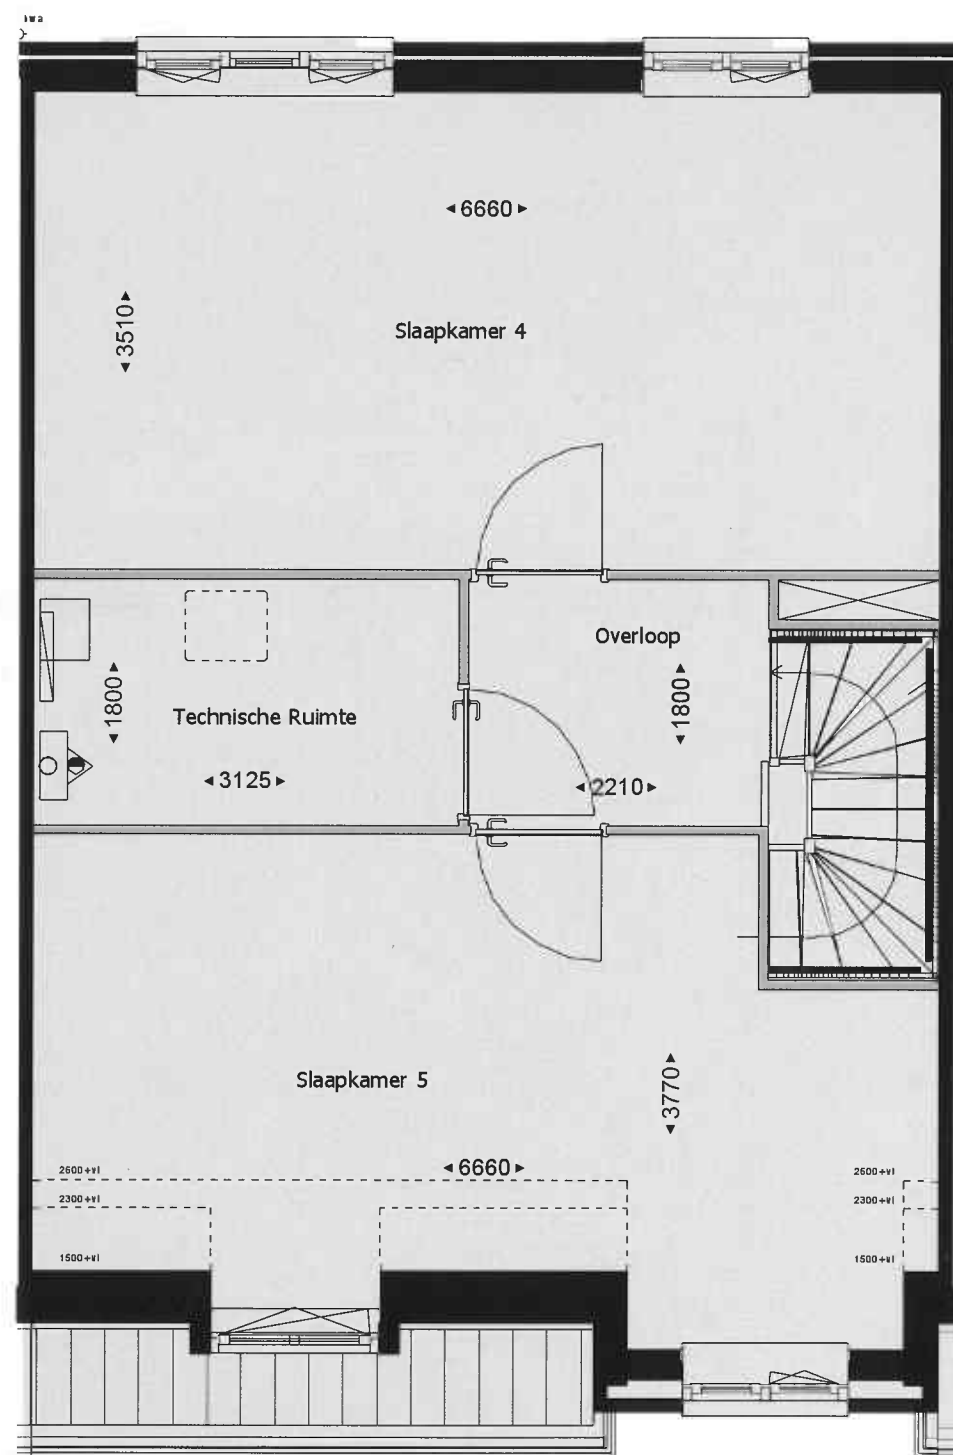 ◄6660►
◄3510►
Slaapkamer 4
Overloop
◄1800►
Technische Ruimte
◄1800►
◄3125►
◄2210►
Slaapkamer 5
◄3770►
◄6660►
2600+vl
2600+vl
2300+vl
2300+vl
1500+vl
1500+vl